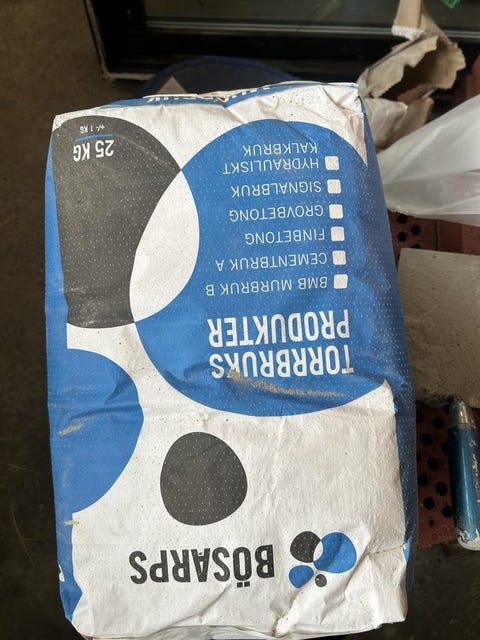 BÖSARPS
TORRBRUKS
PRODUKTER
BMB MURBRUK B
CEMENTBRUK A
FINBETONG
GROVBETONG
SIGNALBRUK
HYDRAULISKT
KALKBRUK
25 KG
+/- 1 KG